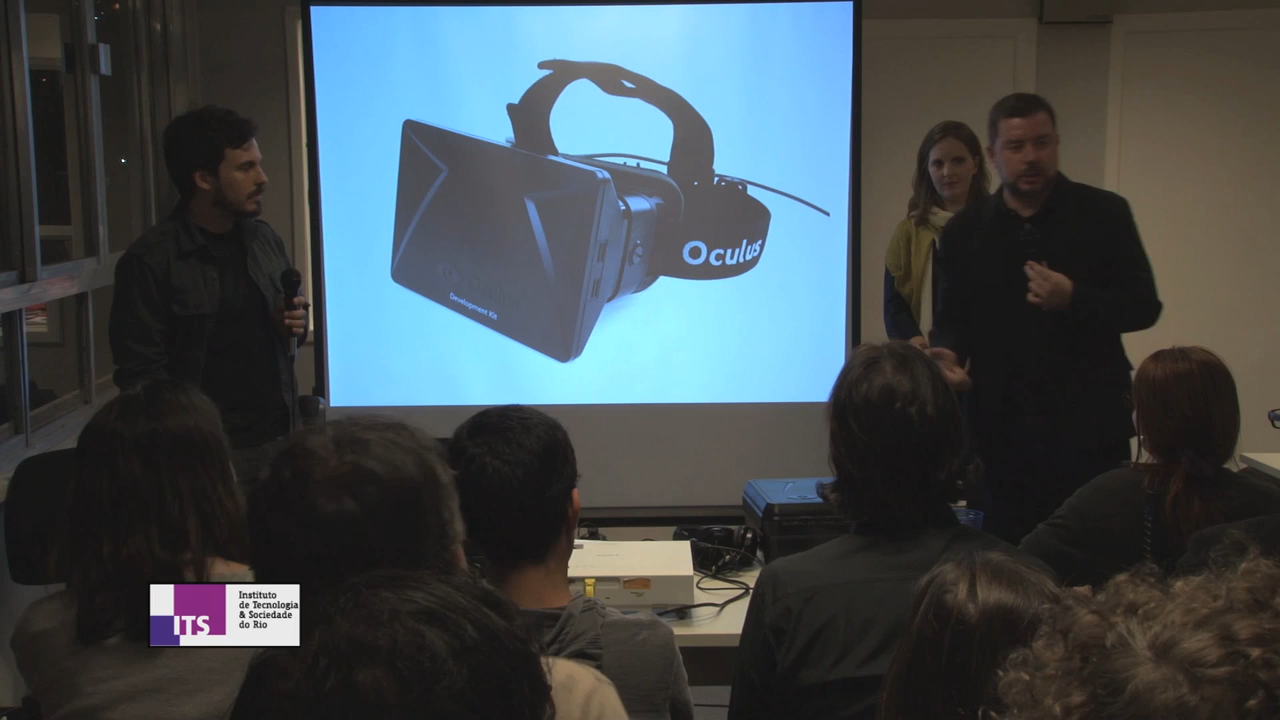 Oculus
Development Kit
ITS
Instituto
de Tecnologia
& Sociedade
do Rio